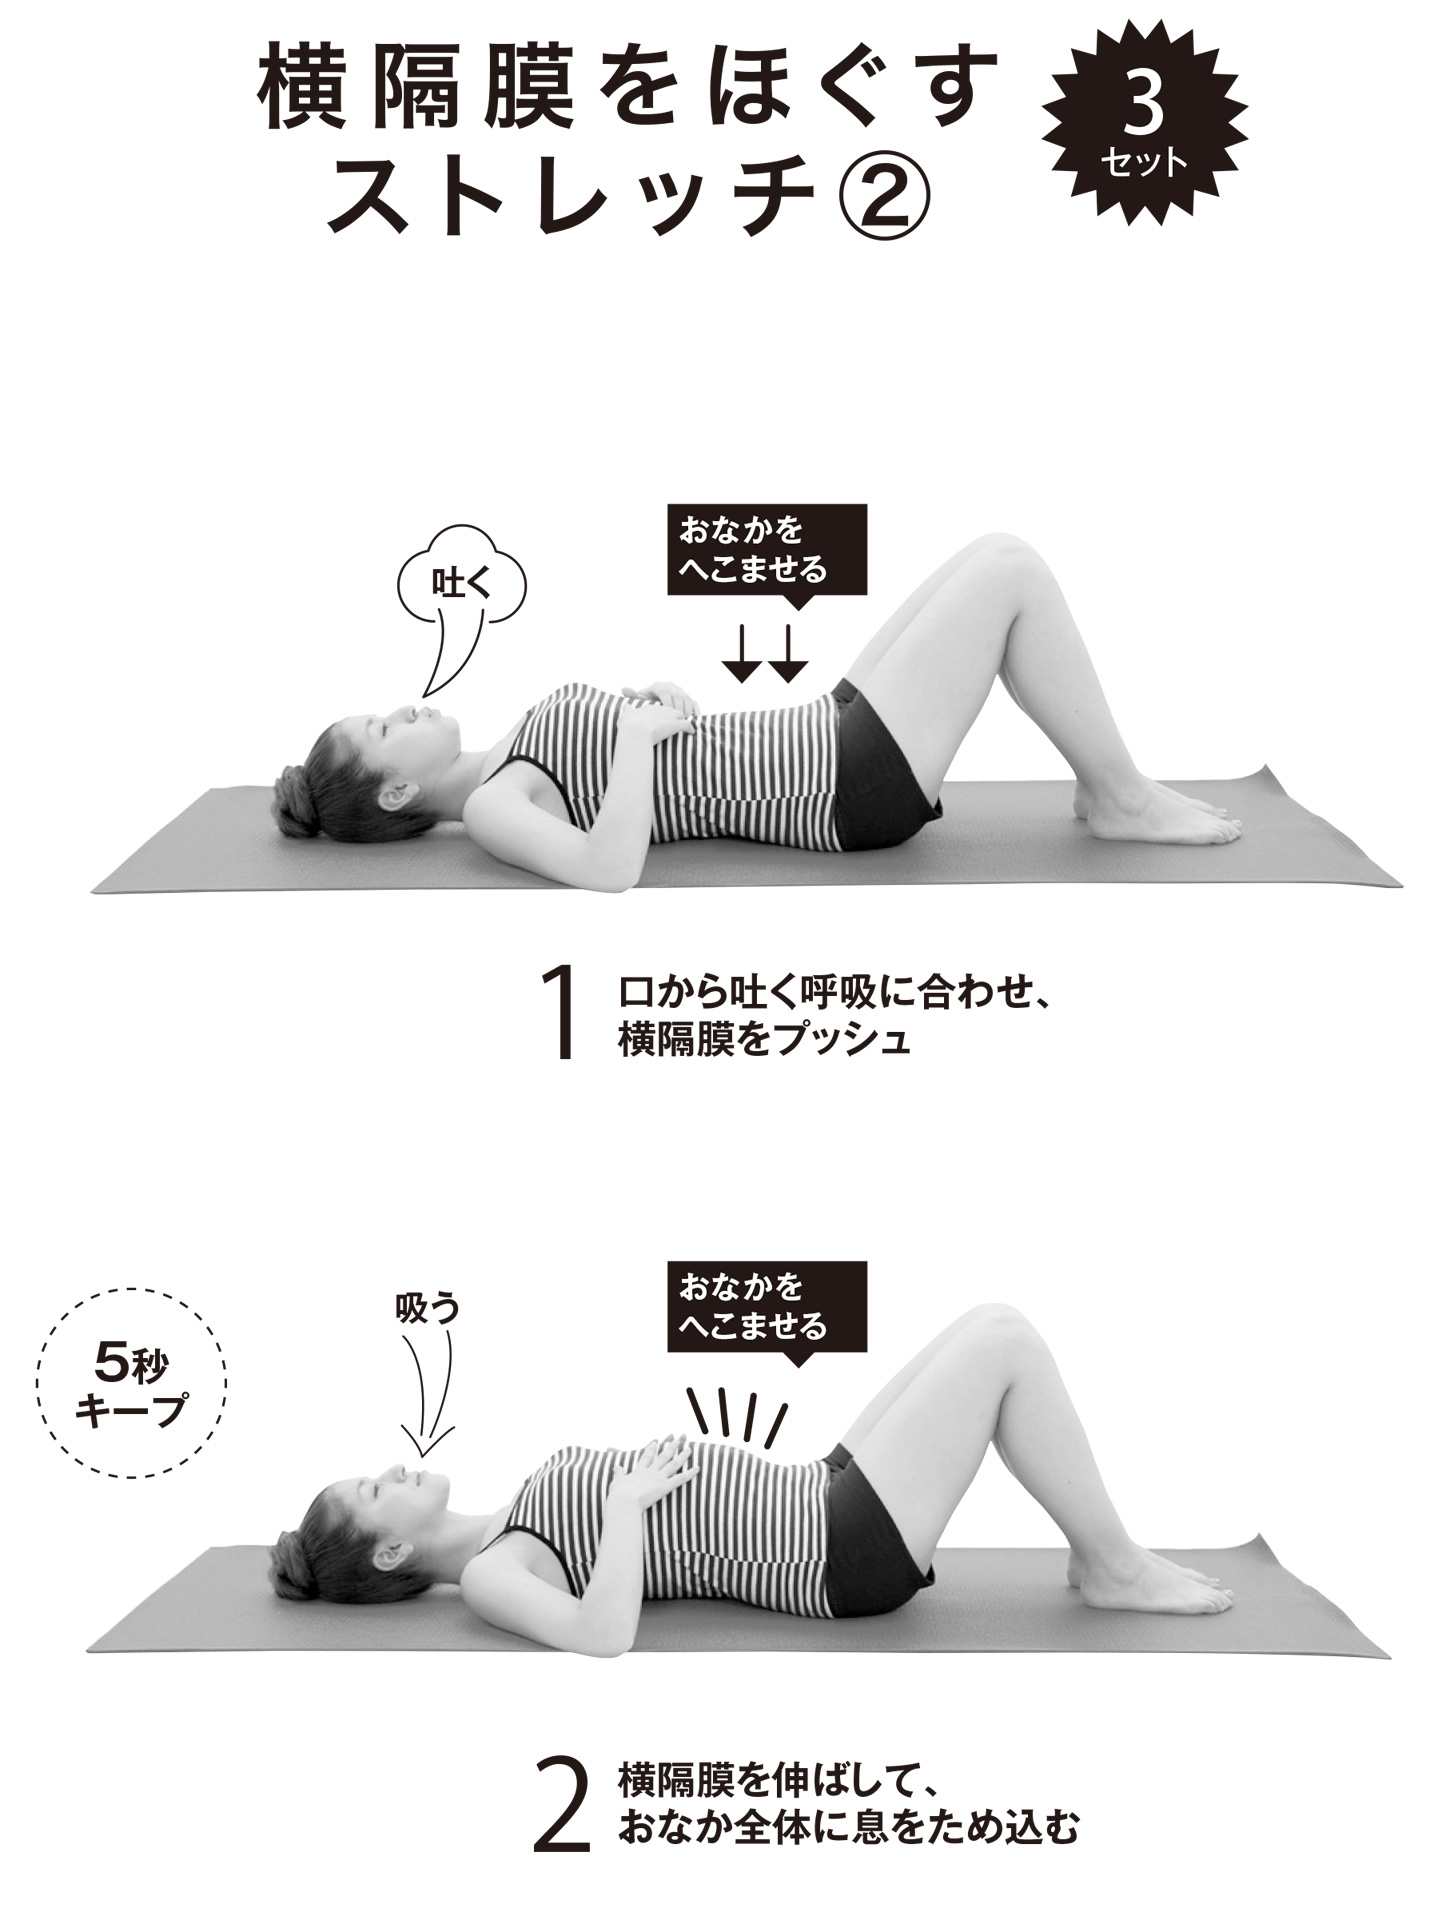 横隔膜をほぐす
ストレッチ②
3
セット
吐く
おなかを
へこませる
1
口から吐く呼吸に合わせ、
横隔膜をプッシュ
5秒
キープ
吸う
おなかを
へこませる
2
横隔膜を伸ばして、
おなか全体に息をため込む